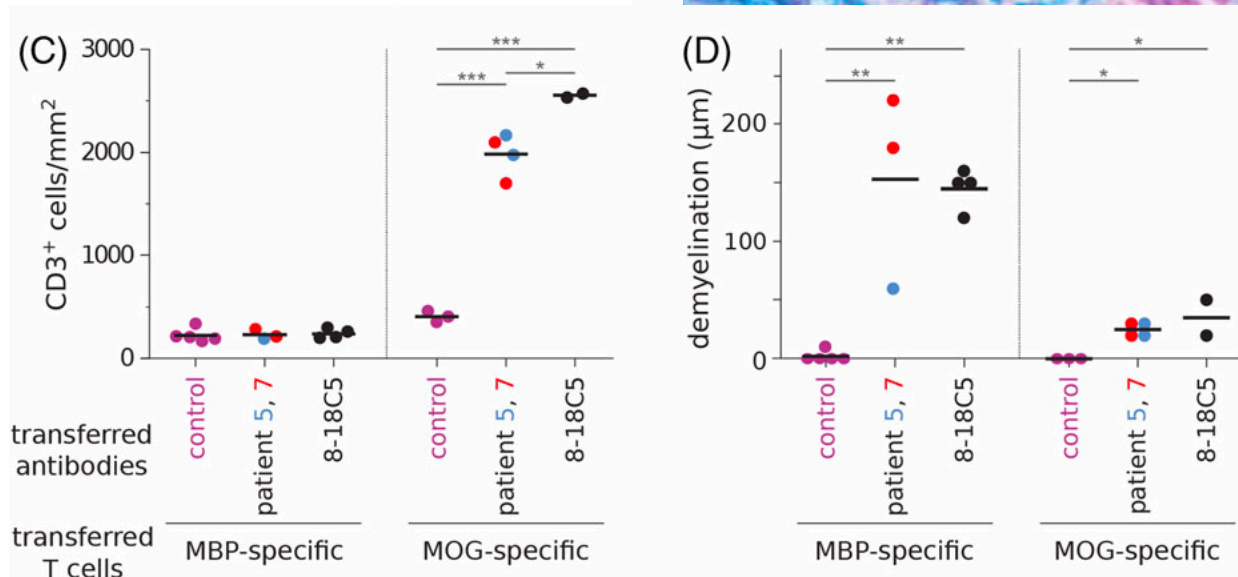 (C)
CD3+ cells/mm2
3000
2000
1000
0
***
***
*
control
patient 5, 7
8-18C5
control
patient 5, 7
8-18C5
transferred
antibodies
transferred
T cells
MBP-specific
MOG-specific
(D)
demyelination (μm)
200
100
0
**
**
*
*
control
patient 5, 7
8-18C5
control
patient 5, 7
8-18C5
MBP-specific
MOG-specific